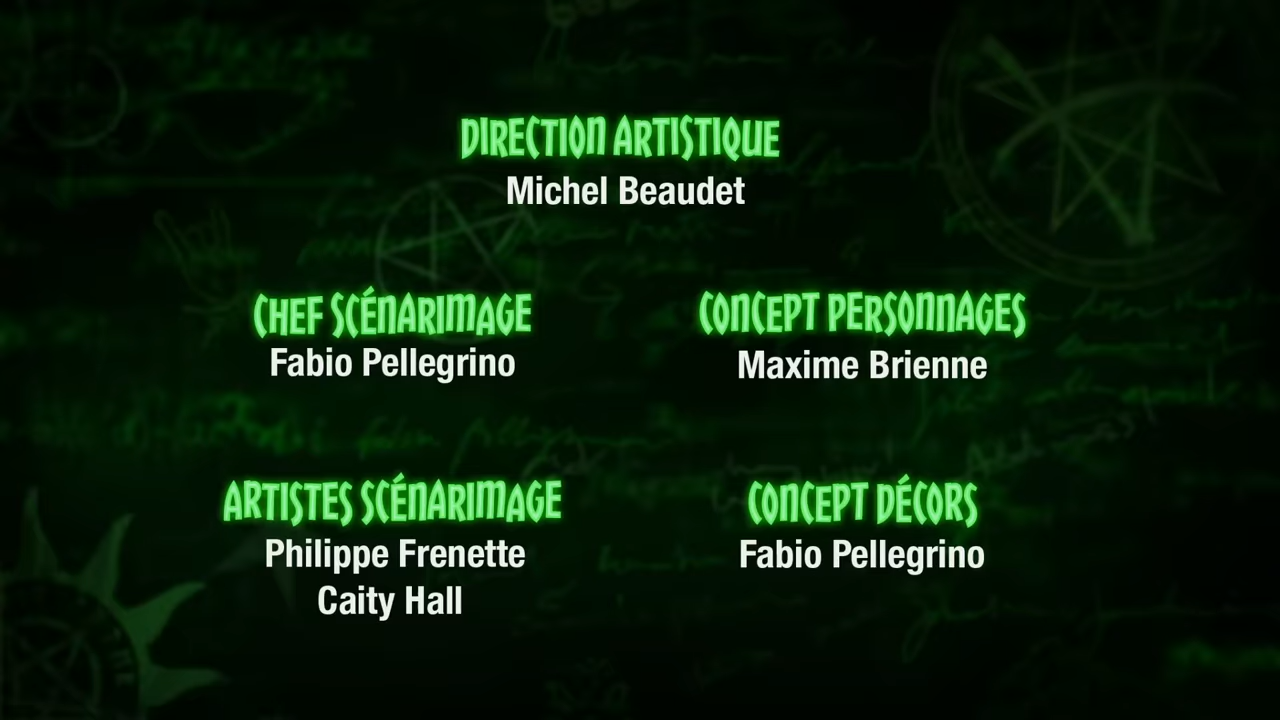 DIRECTION ARTISTIQUE
Michel Beaudet
CHEF SCÉNARIMAGE
Fabio Pellegrino
CONCEPT PERSONNAGES
Maxime Brienne
ARTISTES SCÉNARIMAGE
Philippe Frenette
Caity Hall
CONCEPT DÉCORS
Fabio Pellegrino